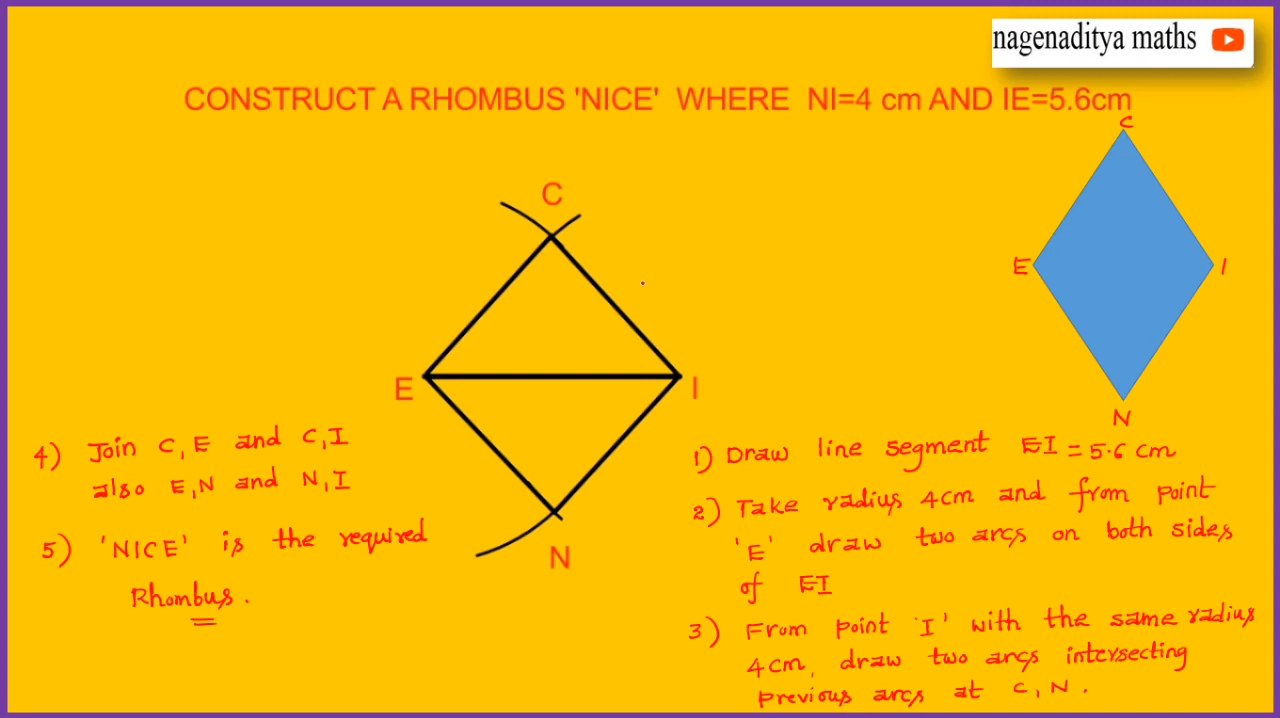 nagenaditya maths
CONSTRUCT A RHOMBUS 'NICE' WHERE NI=4 cm AND IE=5.6cm
C
E
I
N
C
E
I
N
1) Draw line segment EI = 5.6 cm
2) Take radius 4cm and from point
'E' draw two arcs on both sides
of EI
3) From point 'I' with the same radius
4cm, draw two arcs intersecting
previous arcs at C, N.
4) Join C, E and C, I
also E, N and N, I
5) 'NICE' is the required
Rhombus.